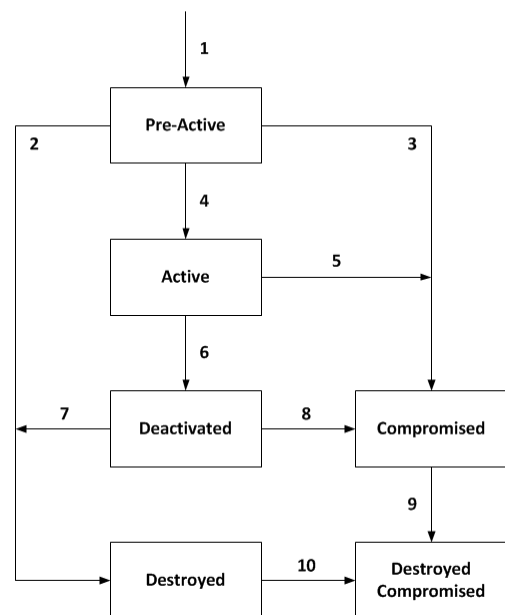 1
Pre-Active
2
3
4
Active
5
6
7
Deactivated
8
Compromised
9
Destroyed
10
Destroyed
Compromised